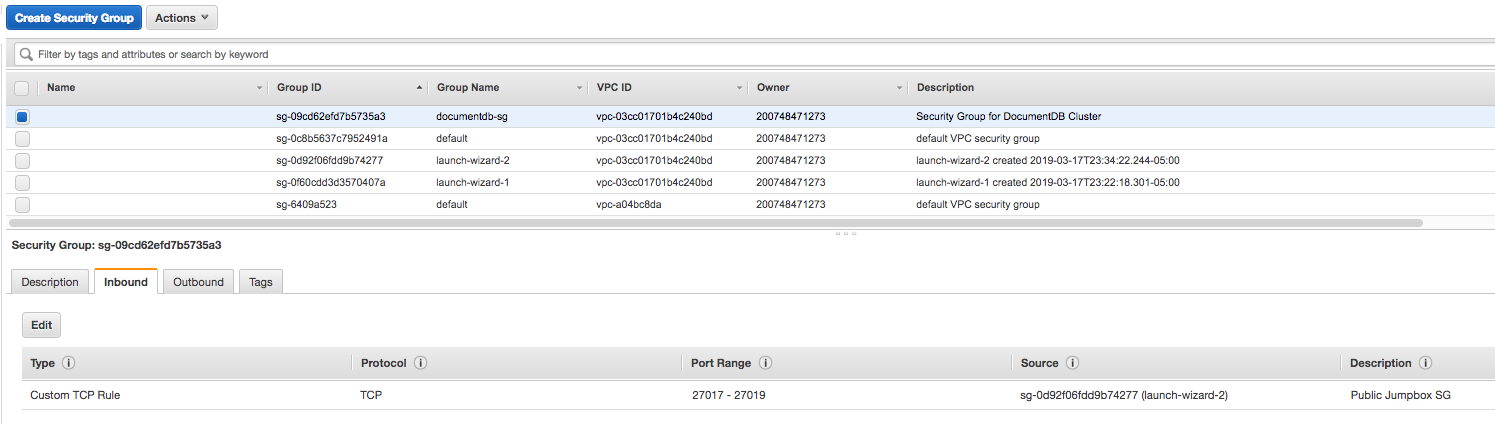 Create Security Group Actions
Filter by tags and attributes or search by keyword
Name Group ID Group Name VPC ID Owner Description
sg-09cd62efd7b5735a3 documentdb-sg vpc-03cc01701b4c240bd 200748471273 Security Group for DocumentDB Cluster
sg-0c8b5637c7952491a default vpc-03cc01701b4c240bd 200748471273 default VPC security group
sg-0d92f06fdd9b74277 launch-wizard-2 vpc-03cc01701b4c240bd 200748471273 launch-wizard-2 created 2019-03-17T23:34:22.244-05:00
sg-0f60cdd3d3570407a launch-wizard-1 vpc-03cc01701b4c240bd 200748471273 launch-wizard-1 created 2019-03-17T23:22:18.301-05:00
sg-6409a523 default vpc-a04bc8da 200748471273 default VPC security group
Security Group: sg-09cd62efd7b5735a3
Description Inbound Outbound Tags
Edit
Type i Protocol i Port Range i Source i Description i
Custom TCP Rule TCP 27017 - 27019 sg-0d92f06fdd9b74277 (launch-wizard-2) Public Jumpbox SG